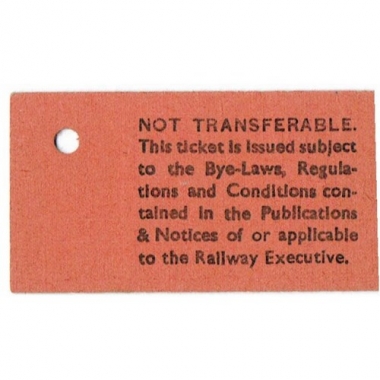 NOT TRANSFERABLE.
This ticket is issued subject
to the Bye-Laws, Regula-
tions and Conditions con-
tained in the Publications
& Notices of or applicable
to the Railway Executive.